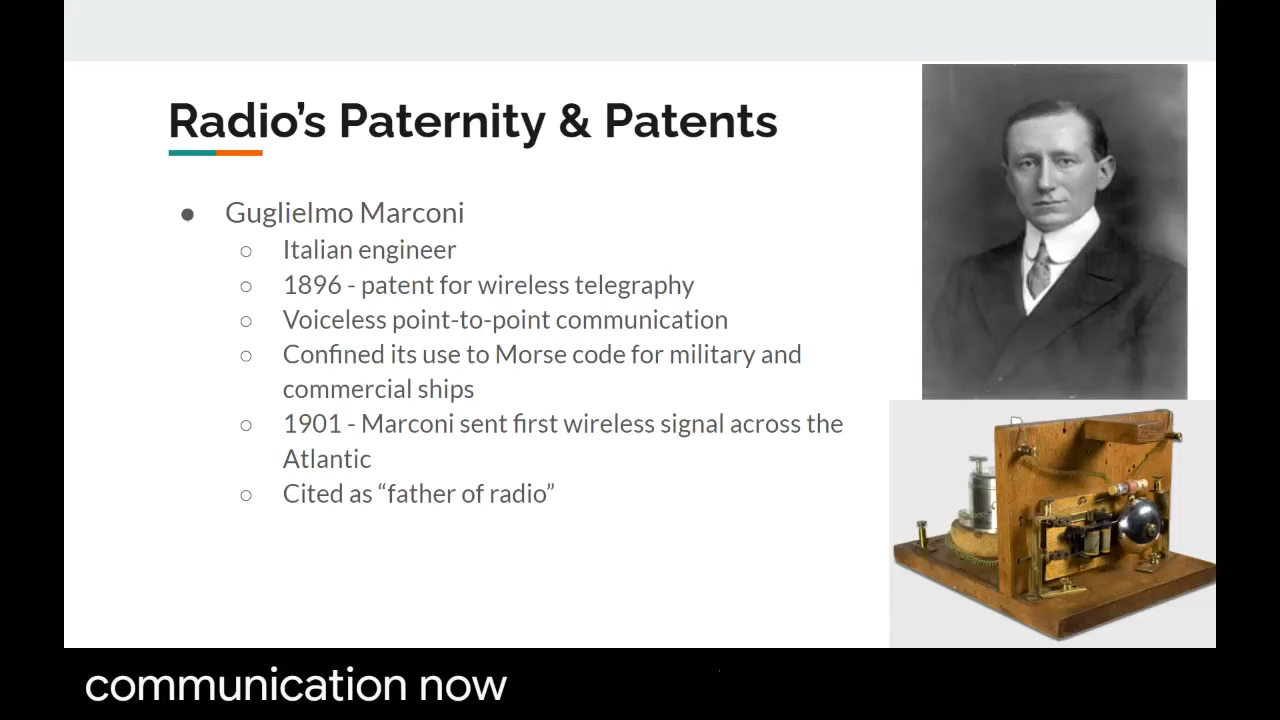 Radio’s Paternity & Patents
● Guglielmo Marconi
○ Italian engineer
○ 1896 - patent for wireless telegraphy
○ Voiceless point-to-point communication
○ Confined its use to Morse code for military and
commercial ships
○ 1901 - Marconi sent first wireless signal across the
Atlantic
○ Cited as “father of radio”
communication now